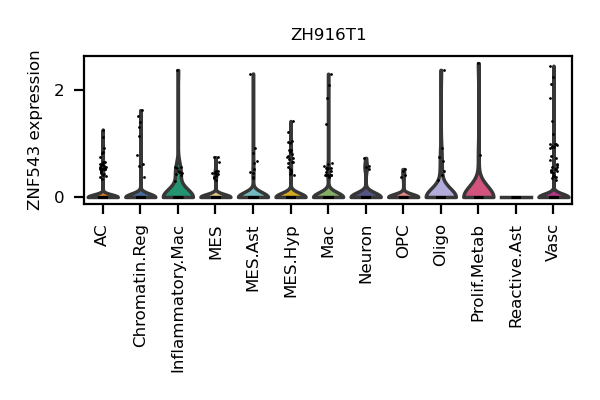 ZH916T1
ZNF543 expression
2
0
AC
Chromatin.Reg
Inflammatory.Mac
MES
MES.Ast
MES.Hyp
Mac
Neuron
OPC
Oligo
Prolif.Metab
Reactive.Ast
Vasc